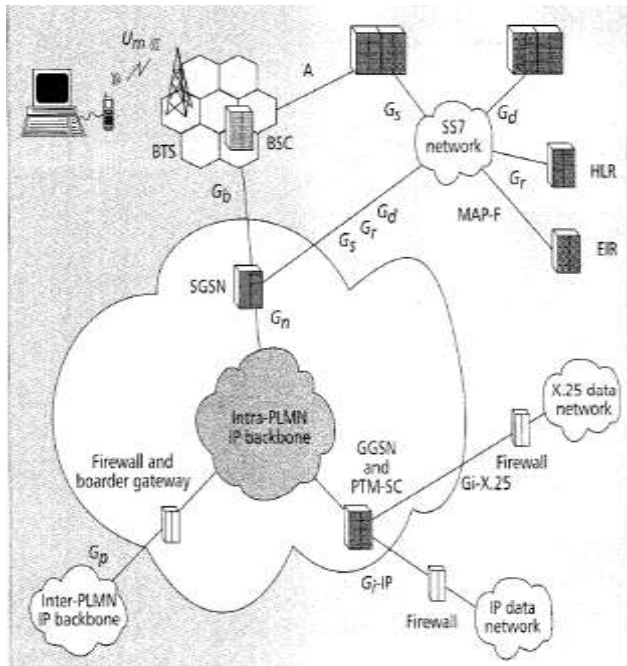 Um
A
BTS
BSC
Gs
Gd
SS7
network
Gb
Gr
HLR
Gd
Gr
Gs
MAP-F
EIR
SGSN
Gn
X.25 data
network
Intra-PLMN
IP backbone
GGSN
and
PTM-SC
Firewall and
boarder gateway
Firewall
Gi-X.25
Gp
Gi-IP
Inter-PLMN
IP backbone
Firewall
IP data
network